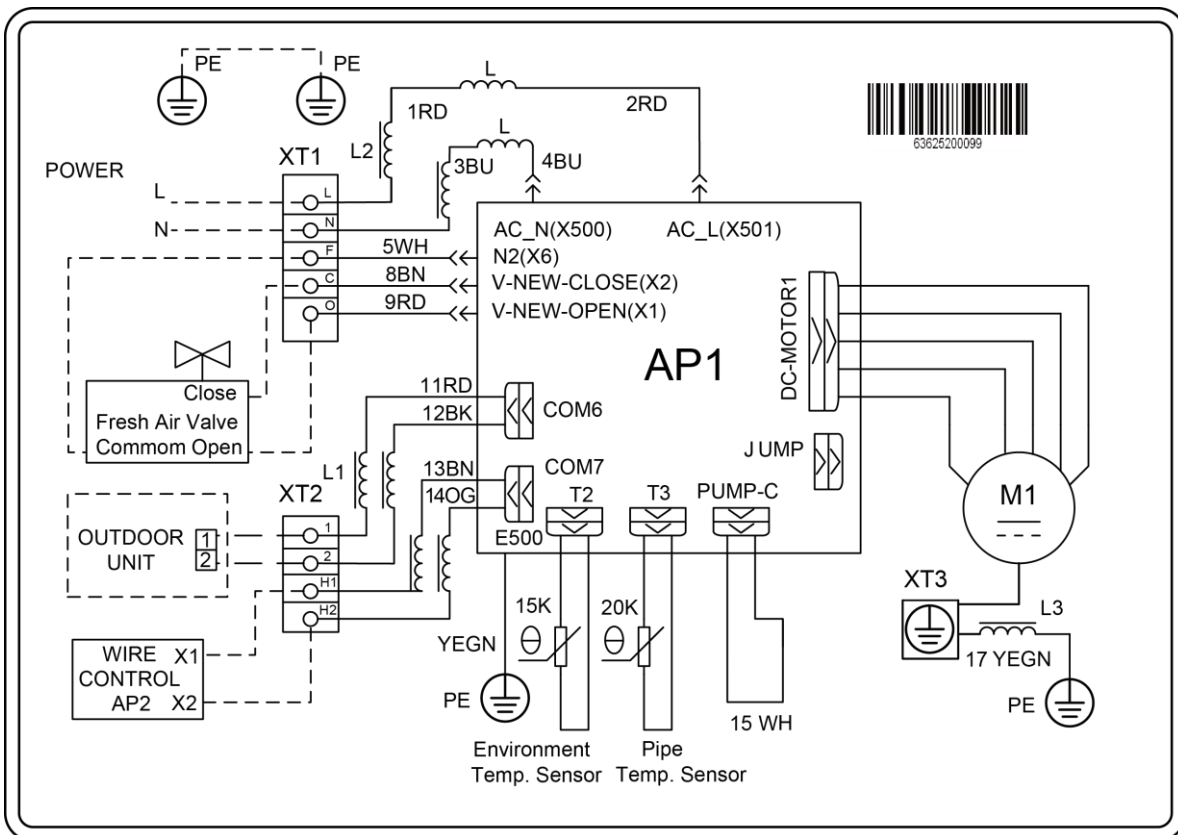 PE
PE
L
1RD
2RD
L
L2
3BU
4BU
63625200099
XT1
POWER
L
N
L
N
F
C
O
5WH
8BN
9RD
AC_N(X500)
AC_L(X501)
N2(X6)
V-NEW-CLOSE(X2)
V-NEW-OPEN(X1)
AP1
DC-MOTOR1
Close
Fresh Air Valve
Commom Open
11RD
12BK
COM6
L1
13BN
14OG
COM7
JUMP
XT2
T2
T3
PUMP-C
M1
OUTDOOR
UNIT
1
2
1
2
H1
H2
E500
XT3
L3
15K
20K
WIRE
CONTROL
AP2
X1
X2
YEGN
17 YEGN
PE
PE
15 WH
Environment
Temp. Sensor
Pipe
Temp. Sensor